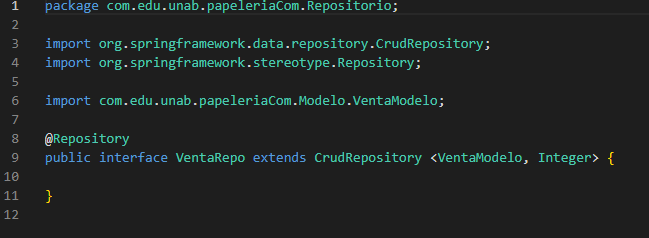 1 package com.edu.unab.papeleriaCom.Repositorio;
2
3 import org.springframework.data.repository.CrudRepository;
4 import org.springframework.stereotype.Repository;
5
6 import com.edu.unab.papeleriaCom.Modelo.VentaModelo;
7
8 @Repository
9 public interface VentaRepo extends CrudRepository <VentaModelo, Integer> {
10
11 }
12